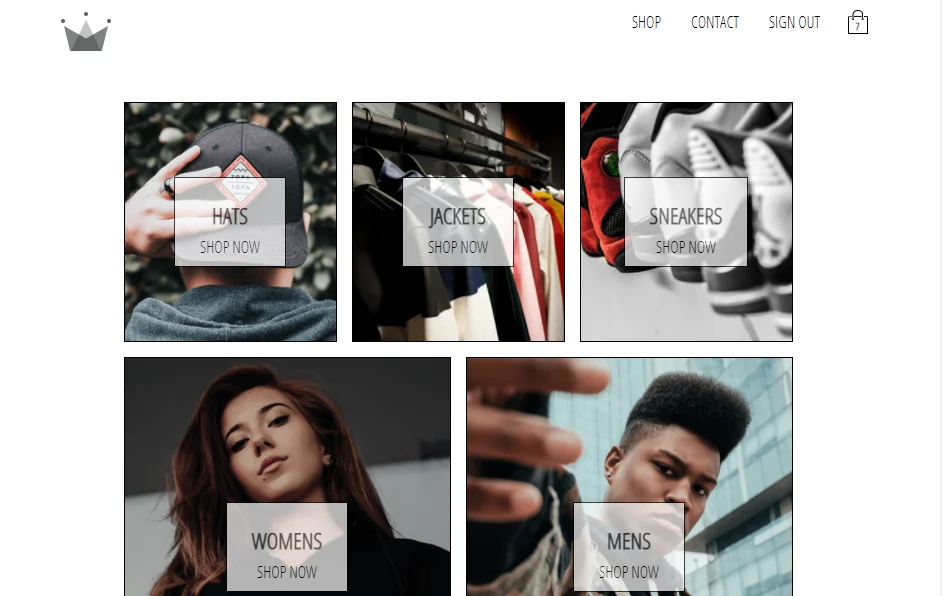 SHOP CONTACT SIGN OUT 7
HATS
SHOP NOW
JACKETS
SHOP NOW
SNEAKERS
SHOP NOW
WOMENS
SHOP NOW
MENS
SHOP NOW